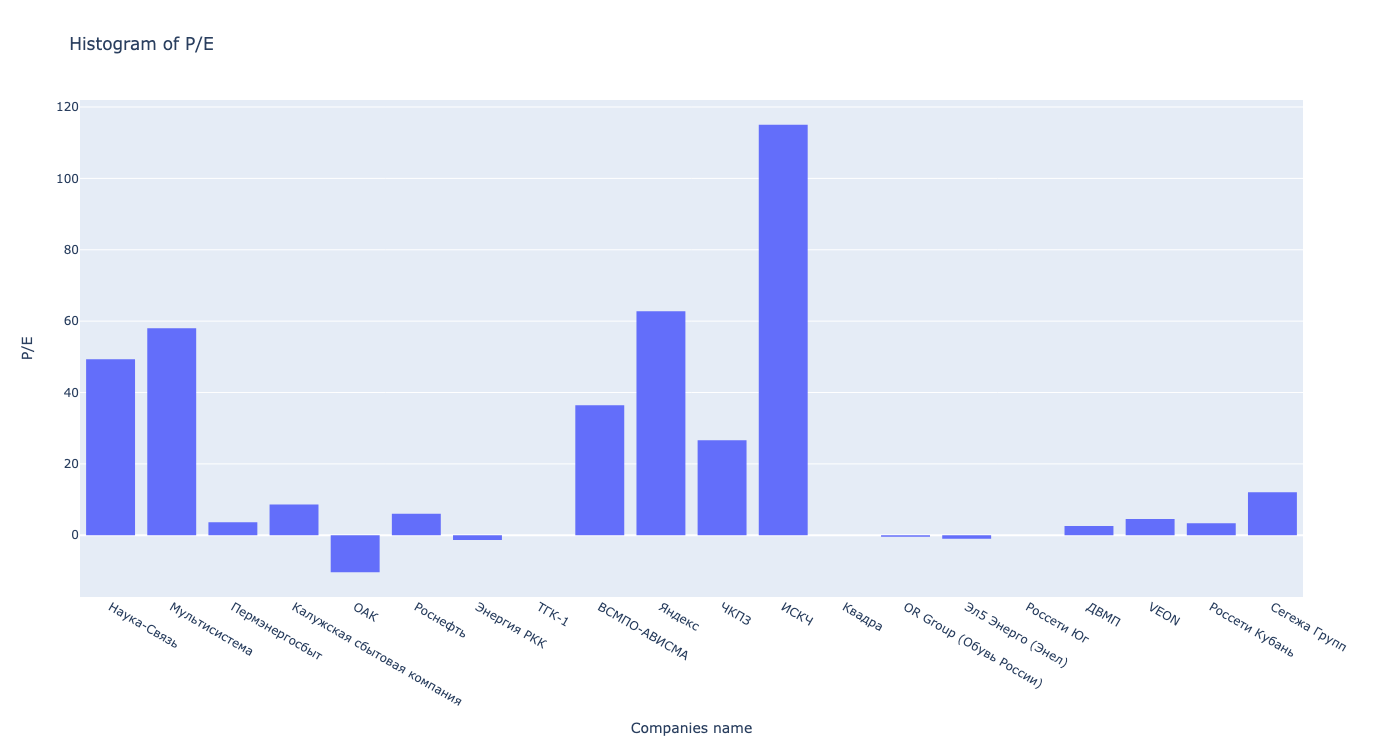 Histogram of P/E
120
100
80
60
40
20
0
P/E
Наука-Связь
Мультисистема
Пермэнергосбыт
Калужская сбытовая компания
ОАК
Роснефть
Энергия РКК
ТГК-1
ВСМПО-АВИСМА
Яндекс
ЧКПЗ
ИСКЧ
Квадра
OR Group (Обувь России)
Эл5 Энерго (Энел)
Россети Юг
ДВМП
VEON
Россети Кубань
Сегежа Групп
Companies name